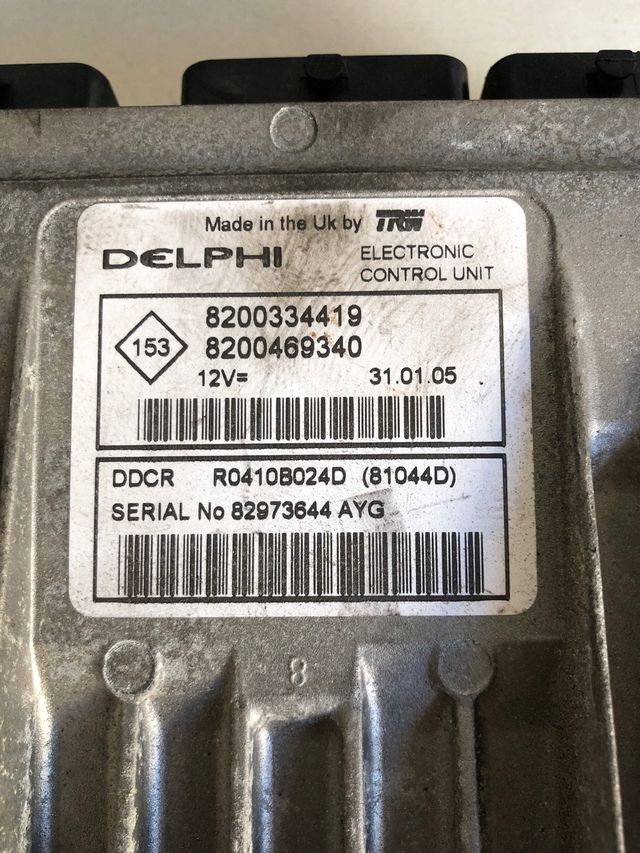 Made in the Uk by TRW
DELPHI
ELECTRONIC
CONTROL UNIT
153
8200334419
8200469340
12V= 31.01.05
DDCR R0410B024D (81044D)
SERIAL No 82973644 AYG
8